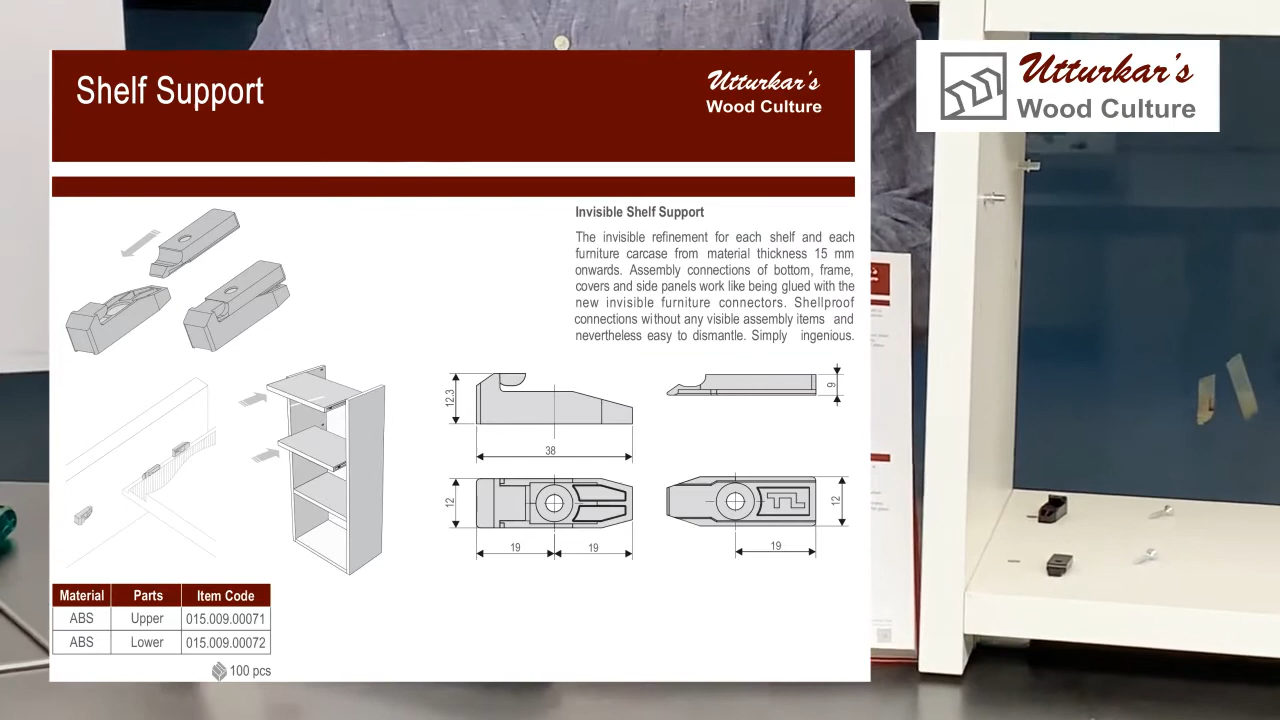 Shelf Support
Utturkar's
Wood Culture
Utturkar's
Wood Culture
Invisible Shelf Support
The invisible refinement for each shelf and each
furniture carcase from material thickness 15 mm
onwards. Assembly connections of bottom, frame,
covers and side panels work like being glued with the
new invisible furniture connectors. Shellproof
connections without any visible assembly items and
nevertheless easy to dismantle. Simply ingenious.
12.3
38
9
12
19 19
TL
12
19
Material Parts Item Code
ABS Upper 015.009.00071
ABS Lower 015.009.00072
100 pcs